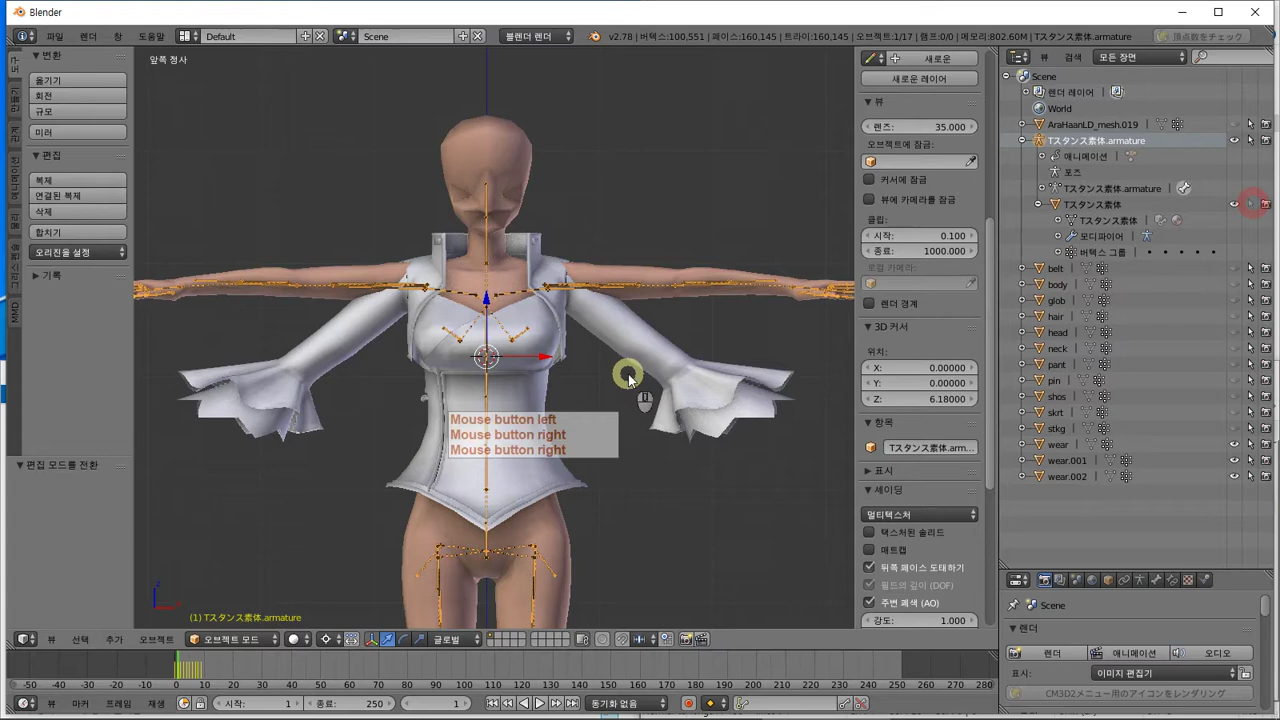 Blender
파일
렌더
창
도움말
Default
Scene
블렌더 렌더
v2.78 | 버텍스:100,551 | 페이스:160,145 | 트라이:160,145 | 오브젝트:1/17 | 램프:0/0 | 메모리:802.60M | Tスタンス素体.armature
頂点数をチェック
변환
옮기기
회전
규모
미러
편집
복제
연결된 복제
삭제
합치기
오리진을 설정
기록
MMD
편집 모드를 전환
앞쪽 정사
Mouse button left
Mouse button right
Mouse button right
(1) Tスタンス素体.armature
새로운
새로운 레이어
뷰
렌즈: 35.000
오브젝트에 잠금:
커서에 잠금
뷰에 카메라를 잠금
클립:
시작: 0.100
종료: 1000.000
로컬 카메라:
렌더 경계
3D 커서
위치:
X: 0.00000
Y: 0.00000
Z: 6.18000
항목
Tスタンス素体.arm...
표시
셰이딩
멀티텍스처
텍스처된 솔리드
매트캡
뒤쪽 페이스 도태하기
필드의 깊이 (DOF)
주변 폐색 (AO)
강도: 1.000
뷰
검색
모든 장면
Scene
렌더 레이어
World
AraHaanLD_mesh.019
Tスタンス素体.armature
애니메이션
포즈
Tスタンス素体.armature
Tスタンス素体
Tスタンス素体
모디파이어
버텍스 그룹
belt
body
glob
hair
head
neck
pant
pin
shos
skrt
stkg
wear
wear.001
wear.002
Scene
렌더
렌더
애니메이션
오디오
표시:
이미지 편집기
CM3D2メニュー用のアイコンをレンダリング
뷰
선택
추가
오브젝트
오브젝트 모드
글로벌
-50 -40 -30 -20 -10 0 10 20 30 40 50 60 70 80 90 100 110 120 130 140 150 160 170 180 190 200 210 220 230 240 250 260 270 280
뷰
마커
프레임
재생
시작: 1
종료: 250
1
동기화 없음